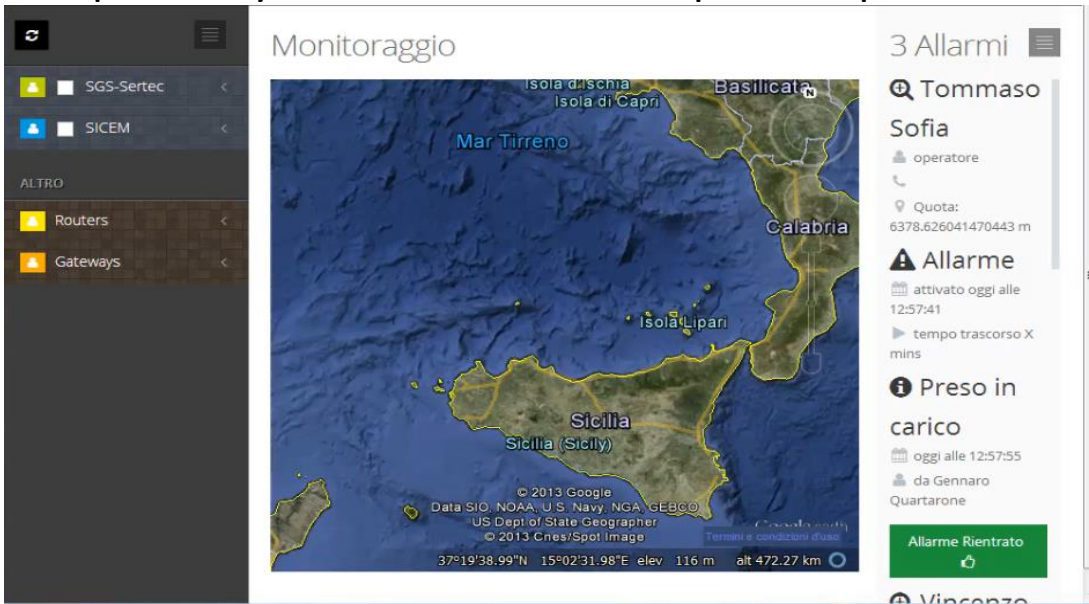 SGS-Sertec
SICEM
ALTRO
Routers
Gateways
Monitoraggio
Isola d'Ischia
Isola di Capri
Basilicata
N
Mar Tirreno
Calabria
Isola Lipari
Sicilia
Sicilia (Sicily)
© 2013 Google
Data SIO, NOAA, U.S. Navy, NGA, GEBCO
US Dept of State Geographer
© 2013 Cnes/Spot Image
Google earth
Termini e condizioni d'uso
37°19'38.99"N 15°02'31.98"E elev 116 m alt 472.27 km
3 Allarmi
Tommaso
Sofia
operatore
Quota:
6378.626041470443 m
Allarme
attivato oggi alle
12:57:41
tempo trascorso X
mins
Preso in
carico
oggi alle 12:57:55
da Gennaro
Quartarone
Allarme Rientrato
Vincenzo